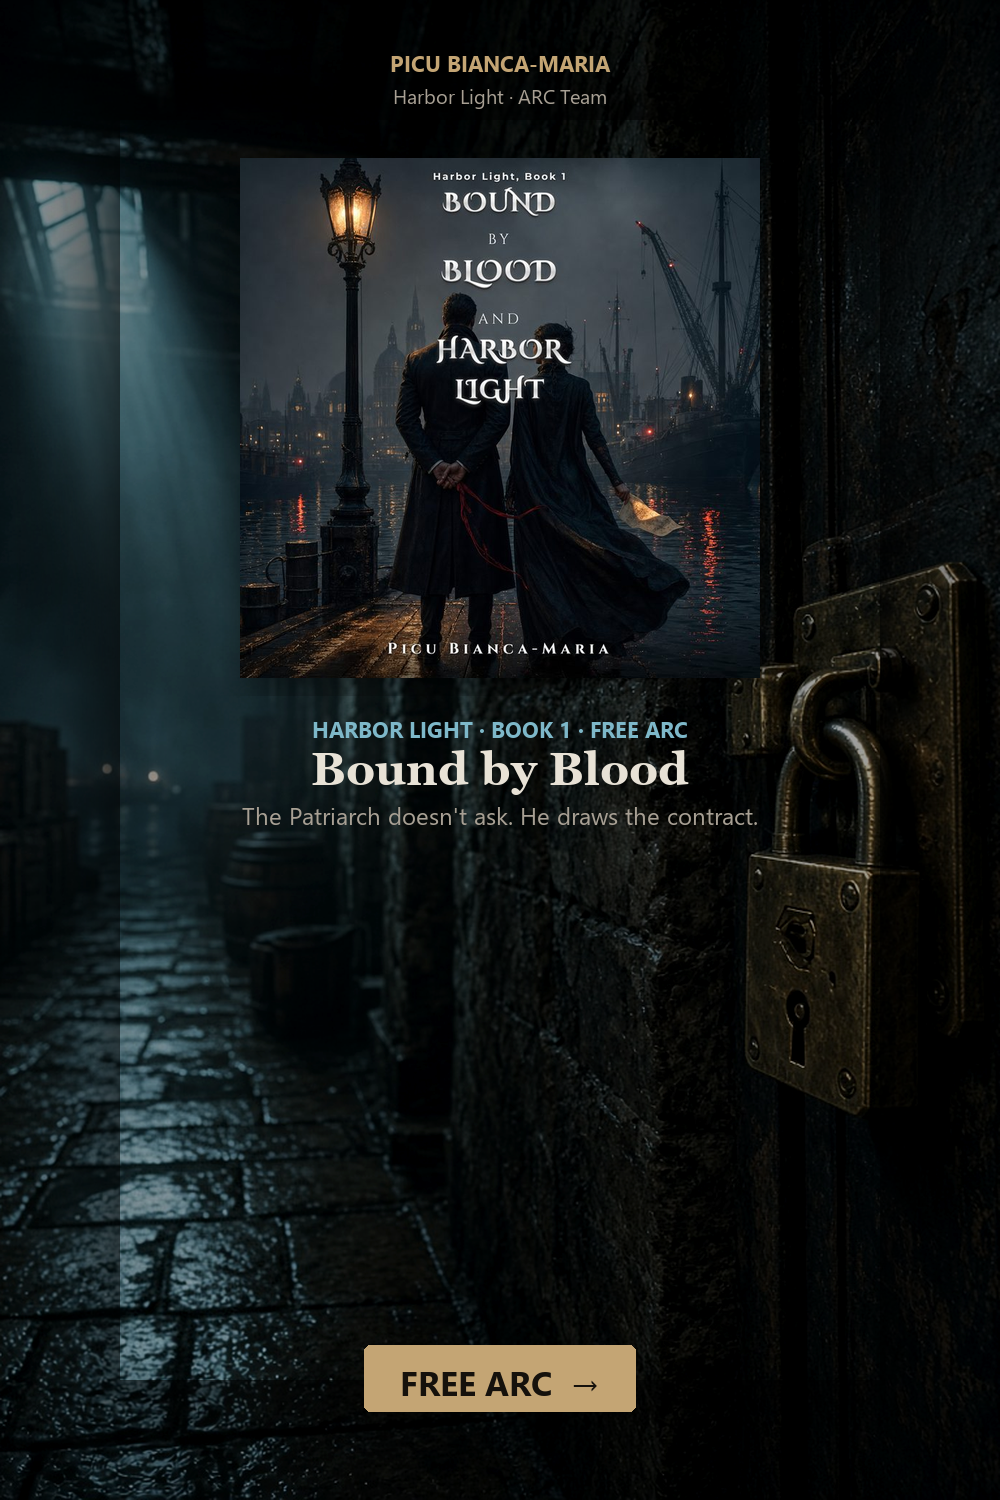 PICU BIANCA-MARIA
Harbor Light · ARC Team
Harbor Light, Book 1
BOUND
BY
BLOOD
AND
HARBOR
LIGHT
PICU BIANCA-MARIA
HARBOR LIGHT · BOOK 1 · FREE ARC
Bound by Blood
The Patriarch doesn't ask. He draws the contract.
FREE ARC →